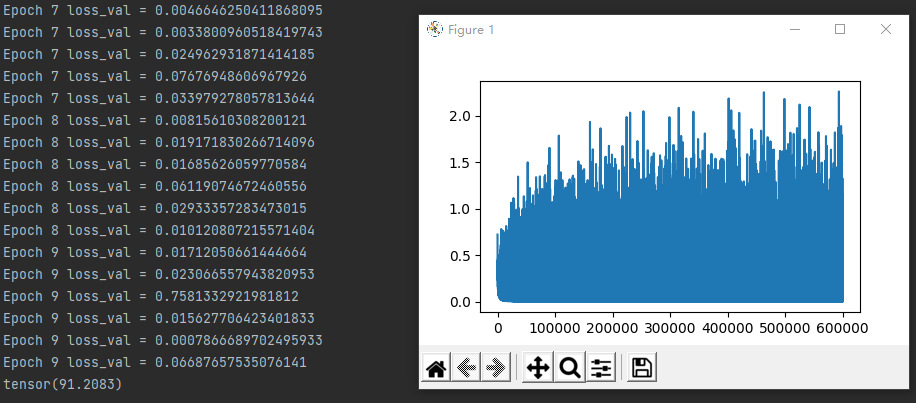 Epoch 7 loss_val = 0.0046646250411868095
Epoch 7 loss_val = 0.0033800960518419743
Epoch 7 loss_val = 0.024962931871414185
Epoch 7 loss_val = 0.07676948606967926
Epoch 7 loss_val = 0.033979278057813644
Epoch 8 loss_val = 0.00815610308200121
Epoch 8 loss_val = 0.019171830266714096
Epoch 8 loss_val = 0.01685626059770584
Epoch 8 loss_val = 0.06119074672460556
Epoch 8 loss_val = 0.02933357283473015
Epoch 8 loss_val = 0.010120807215571404
Epoch 9 loss_val = 0.01712050661444664
Epoch 9 loss_val = 0.023066557943820953
Epoch 9 loss_val = 0.7581332921981812
Epoch 9 loss_val = 0.015627706423401833
Epoch 9 loss_val = 0.0007866689702495933
Epoch 9 loss_val = 0.06687657535076141
tensor(91.2083)
Figure 1
2.0
1.5
1.0
0.5
0.0
0 100000 200000 300000 400000 500000 600000